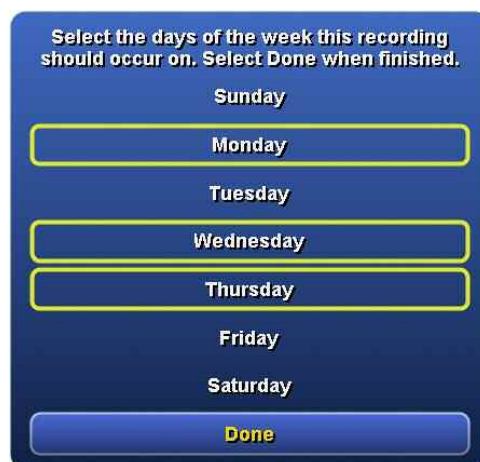 Select the days of the week this recording
should occur on. Select Done when finished.
Sunday
Monday
Tuesday
Wednesday
Thursday
Friday
Saturday
Done